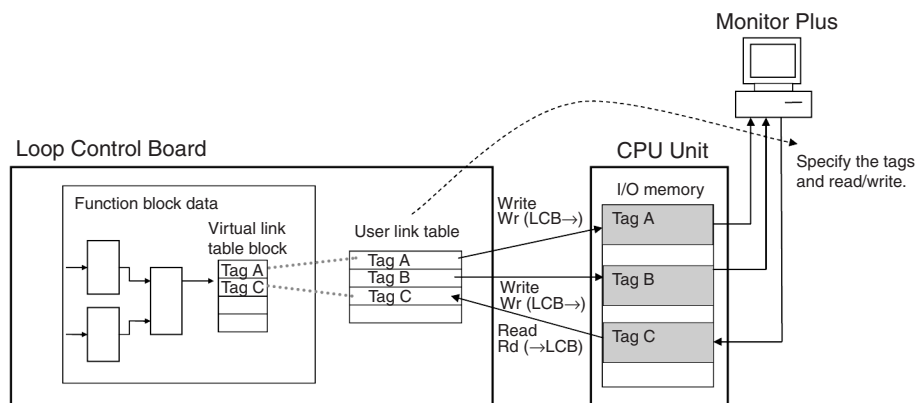 Monitor Plus
Loop Control Board
CPU Unit
Specify the tags
and read/write.
Function block data
Virtual link
table block
Tag A
Tag C
User link table
Tag A
Tag B
Tag C
Write
Wr (LCB→)
Write
Wr (LCB→)
Read
Rd (→LCB)
I/O memory
Tag A
Tag B
Tag C